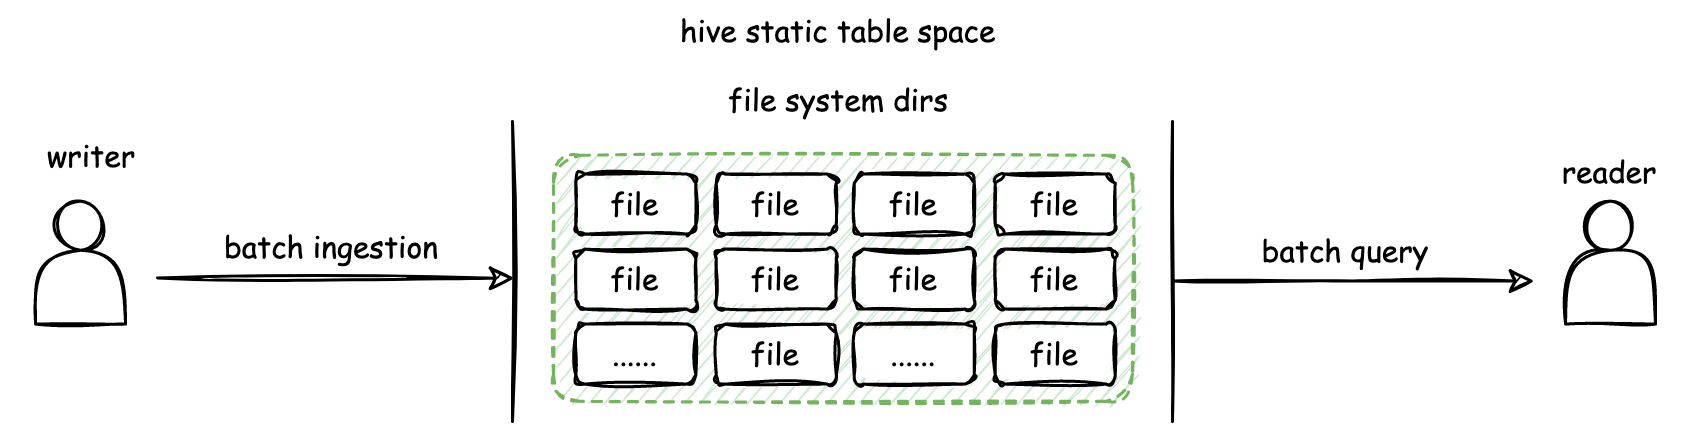 hive static table space
file system dirs
writer
reader
batch ingestion
batch query
file file file file
file file file file
...... file ...... file